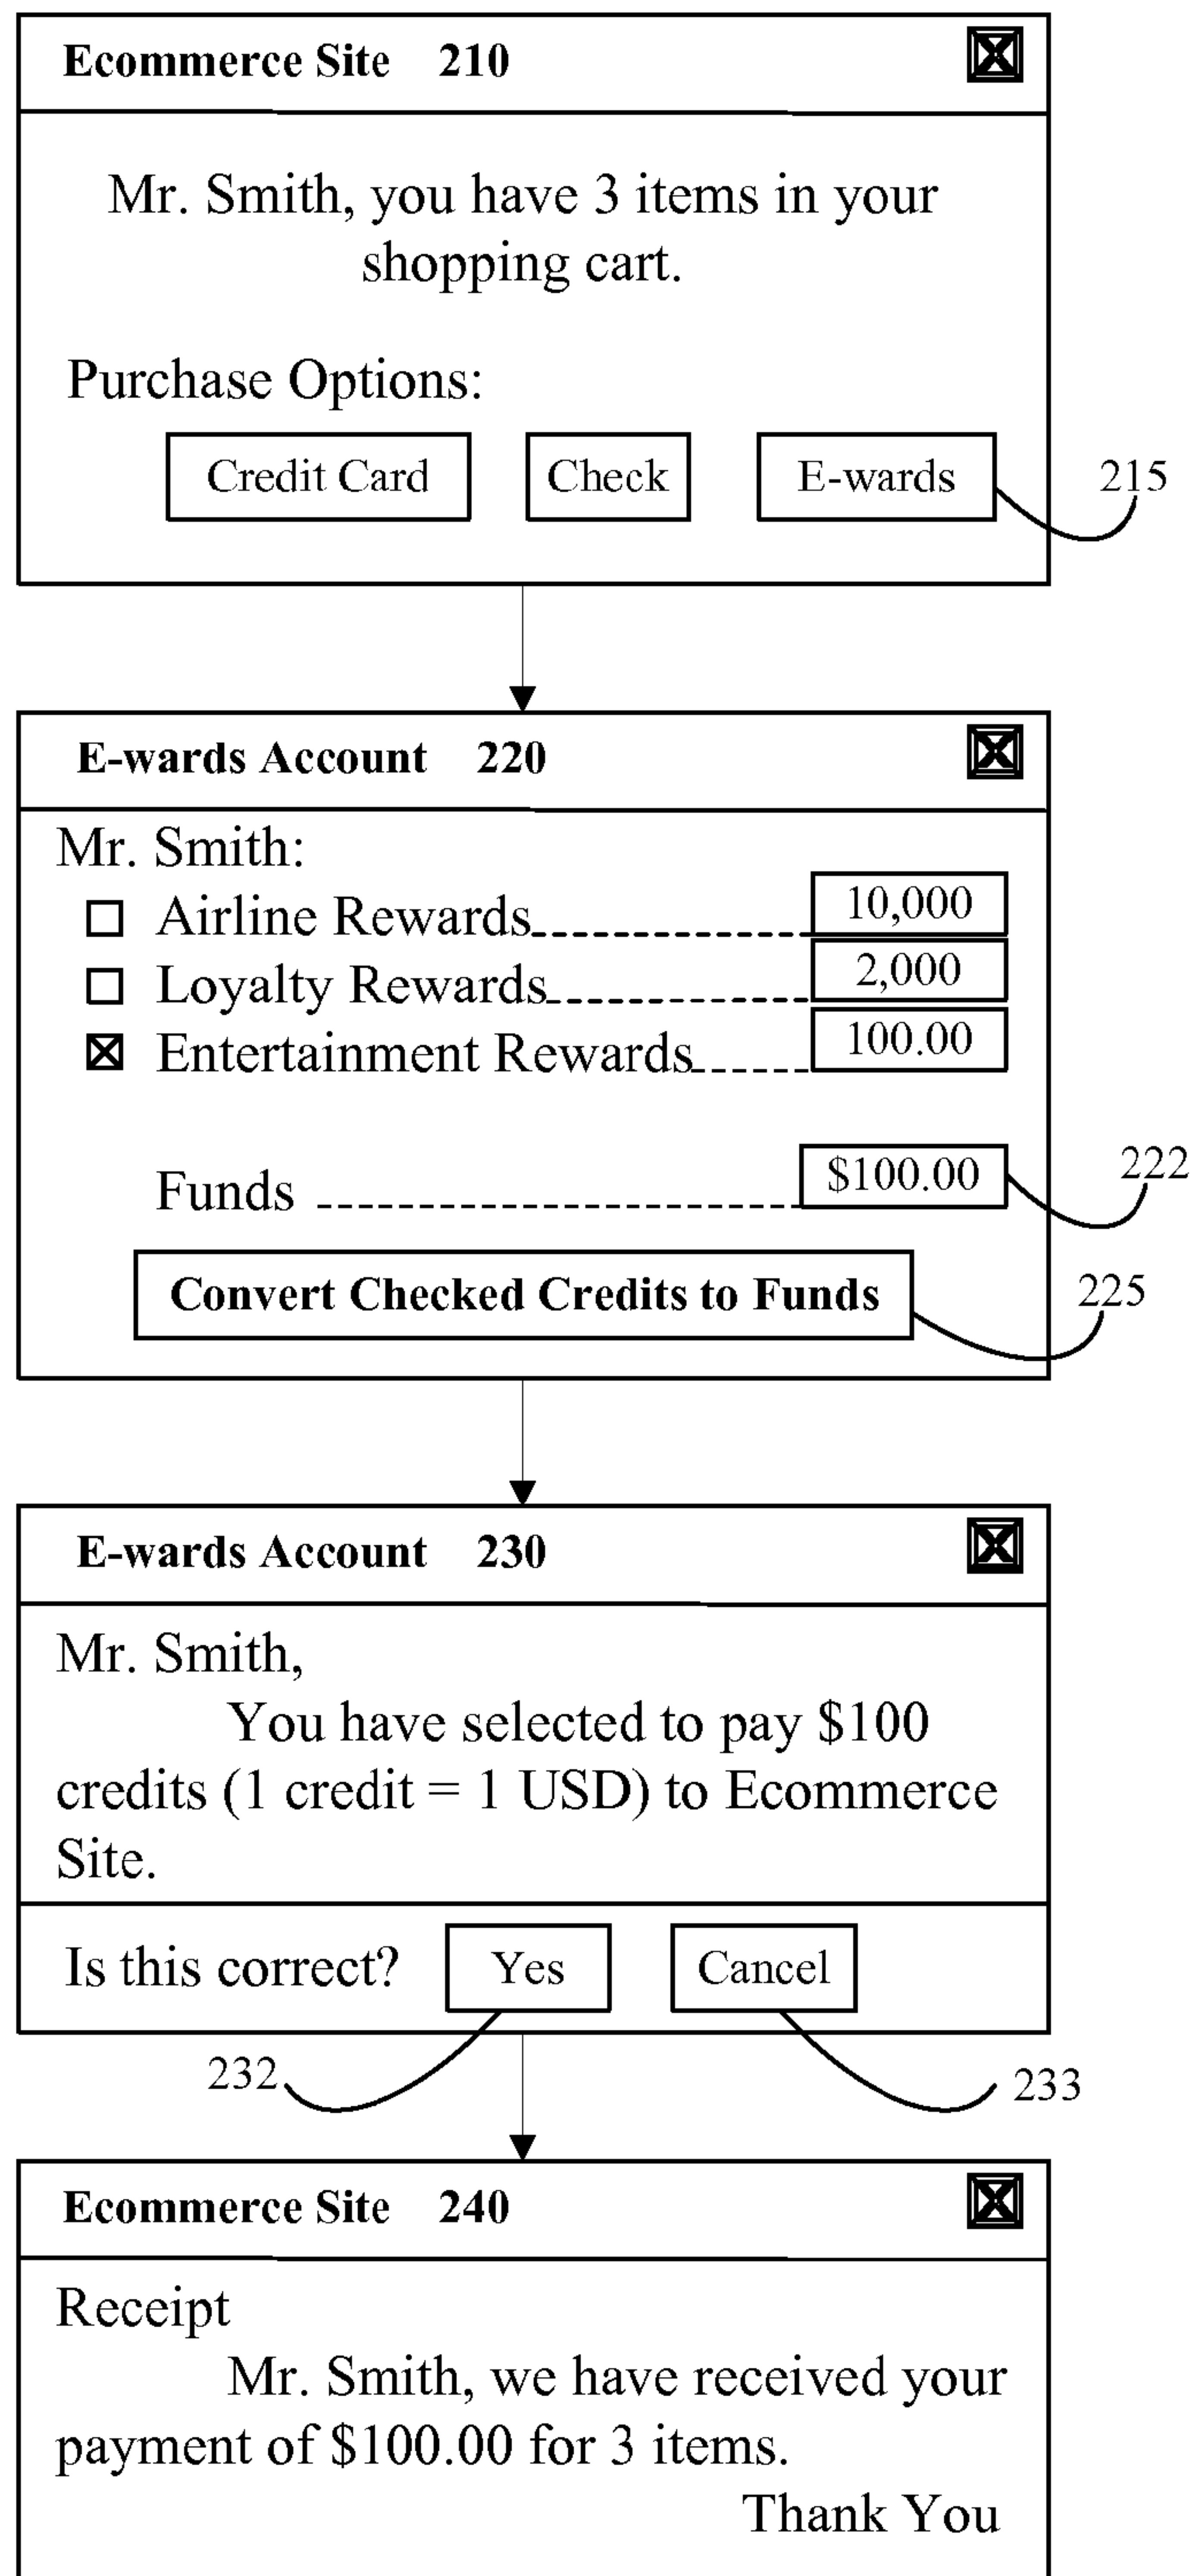 Ecommerce Site 210
Mr. Smith, you have 3 items in your
shopping cart.
Purchase Options:
Credit Card Check E-wards 215
E-wards Account 220
Mr. Smith:
Airline Rewards 10,000
Loyalty Rewards 2,000
Entertainment Rewards 100.00
Funds $100.00 222
Convert Checked Credits to Funds 225
E-wards Account 230
Mr. Smith,
You have selected to pay $100
credits (1 credit = 1 USD) to Ecommerce
Site.
Is this correct? Yes Cancel
232 233
Ecommerce Site 240
Receipt
Mr. Smith, we have received your
payment of $100.00 for 3 items.
Thank You